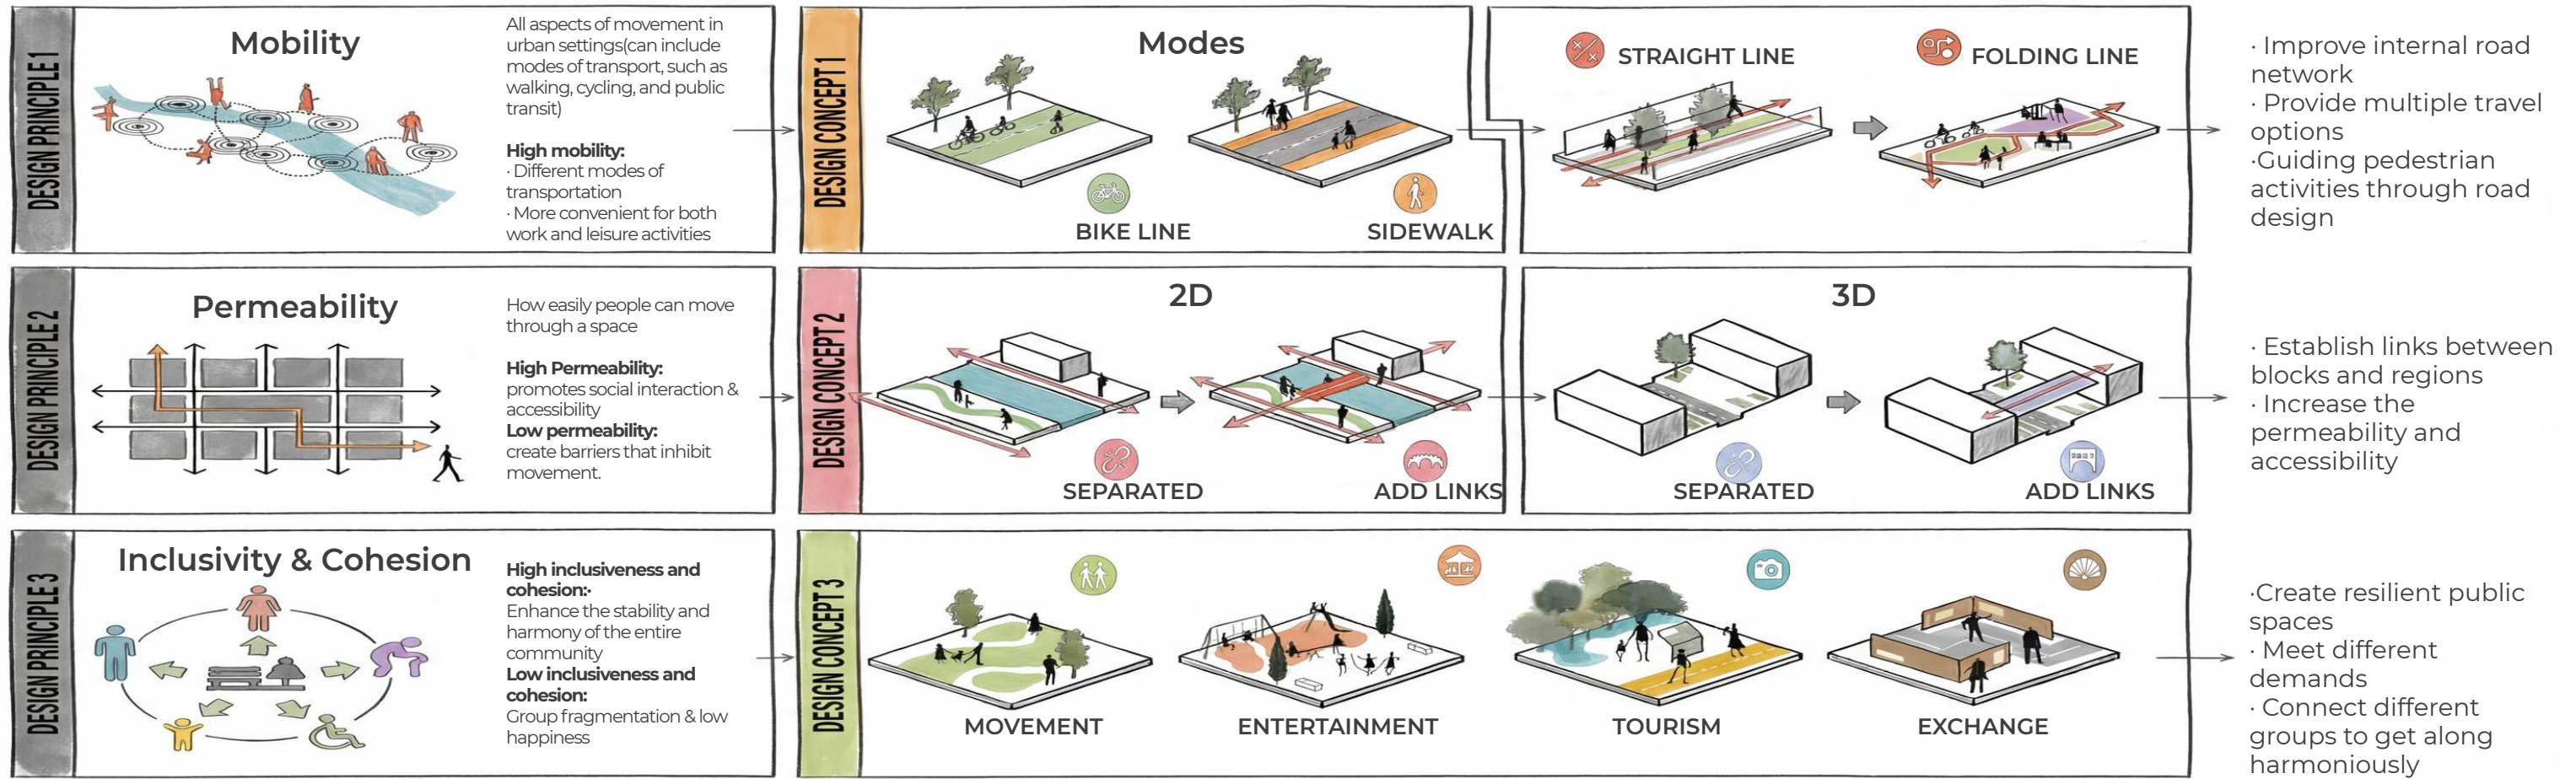 DESIGN PRINCIPLE 1
Mobility
All aspects of movement in
urban settings(can include
modes of transport, such as
walking, cycling, and public
transit)
High mobility:
· Different modes of
transportation
· More convenient for both
work and leisure activities
DESIGN CONCEPT 1
Modes
BIKE LINE
SIDEWALK
STRAIGHT LINE
FOLDING LINE
· Improve internal road
network
· Provide multiple travel
options
·Guiding pedestrian
activities through road
design
DESIGN PRINCIPLE 2
Permeability
How easily people can move
through a space
High Permeability:
promotes social interaction &
accessibility
Low permeability:
create barriers that inhibit
movement.
DESIGN CONCEPT 2
2D
SEPARATED
ADD LINKS
3D
SEPARATED
ADD LINKS
· Establish links between
blocks and regions
· Increase the
permeability and
accessibility
DESIGN PRINCIPLE 3
Inclusivity & Cohesion
High inclusiveness and
cohesion:·
Enhance the stability and
harmony of the entire
community
Low inclusiveness and
cohesion:
Group fragmentation & low
happiness
DESIGN CONCEPT 3
MOVEMENT
ENTERTAINMENT
TOURISM
EXCHANGE
·Create resilient public
spaces
· Meet different
demands
· Connect different
groups to get along
harmoniously